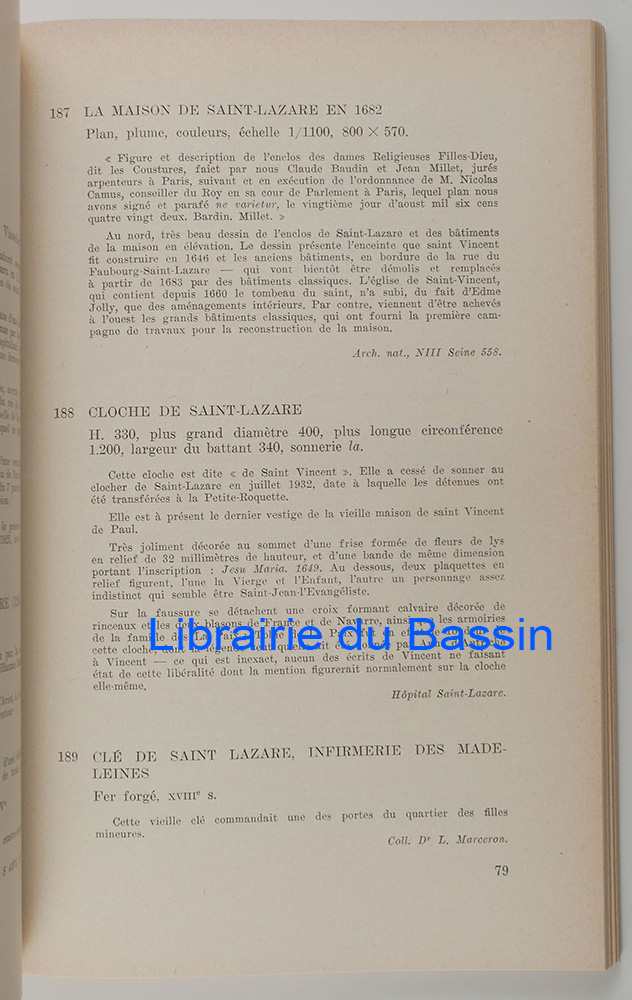 187 LA MAISON DE SAINT-LAZARE EN 1682
Plan, plume, couleurs, échelle 1/1100, 800 × 570.
« Figure et description de l'enclos des dames Religieuses Filles-Dieu,
dit les Coustures, faict par nous Claude Baudin et Jean Millet, jurés
arpenteurs à Paris, suivant et en exécution de l'ordonnance de M. Nicolas
Camus, conseiller du Roy en sa cour de Parlement à Paris, lequel plan nous
avons signé et parafé ne varietur, le vingtième jour d'aoust mil six cens
quatre vingt deux. Bardin. Millet. »
Au nord, très beau dessin de l'enclos de Saint-Lazare et des bâtiments
de la maison en élévation. Le dessin présente l'enceinte que saint Vincent
fit construire en 1646 et les anciens bâtiments, en bordure de la rue du
Faubourg-Saint-Lazare — qui vont bientôt être démolis et remplacés
à partir de 1683 par des bâtiments classiques. L'église de Saint-Vincent,
qui contient depuis 1660 le tombeau du saint, n'a subi, du fait d'Edme
Jolly, que des aménagements intérieurs. Par contre, viennent d'être achevés
à l'ouest les grands bâtiments classiques, qui ont fourni la première cam-
pagne de travaux pour la reconstruction de la maison.
Arch. nat., NIII Seine 558.
188 CLOCHE DE SAINT-LAZARE
H. 330, plus grand diamètre 400, plus longue circonférence
1.200, largeur du battant 340, sonnerie la.
Cette cloche est dite « de Saint Vincent ». Elle a cessé de sonner au
clocher de Saint-Lazare en juillet 1932, date à laquelle les détenues ont
été transférées à la Petite-Roquette.
Elle est à présent le dernier vestige de la vieille maison de saint Vincent
de Paul.
Très joliment décorée au sommet d'une frise formée de fleurs de lys
en relief de 32 millimètres de hauteur, et d'une bande de même dimension
portant l'inscription : Jesu Maria. 1649. Au dessous, deux plaquettes en
relief figurent, l'une la Vierge et l'Enfant, l'autre un personnage assez
indistinct qui semble être Saint-Jean-l'Evangéliste.
Sur la faussure se détachent une croix formant calvaire décorée de
rinceaux et les deux blasons de France et de Navarre, ainsi que les armoiries
de la famille des
cette cloche, dont la légende
à Vincent — ce qui est inexact, aucun des écrits de Vincent ne faisant
état de cette libéralité dont la mention figurerait normalement sur la cloche
elle-même.
Hôpital Saint-Lazare.
Librairie du Bassin
189 CLÉ DE SAINT LAZARE, INFIRMERIE DES MADE-
LEINES
Fer forgé, XVIIIe s.
Cette vieille clé commandait une des portes du quartier des filles
mineures.
Coll. Dr L. Marceron.
79